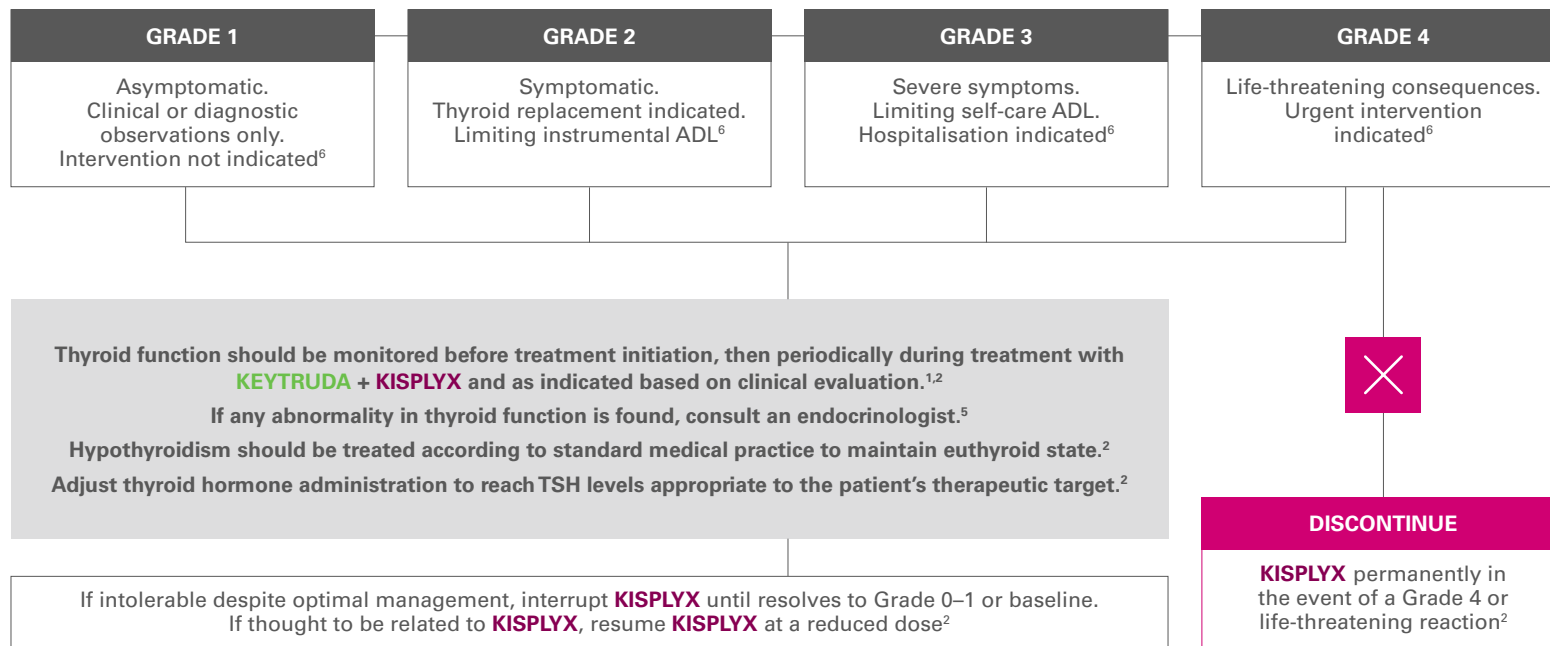 GRADE 1
Asymptomatic.
Clinical or diagnostic
observations only.
Intervention not indicated⁶
GRADE 2
Symptomatic.
Thyroid replacement indicated.
Limiting instrumental ADL⁶
GRADE 3
Severe symptoms.
Limiting self-care ADL.
Hospitalisation indicated⁶
GRADE 4
Life-threatening consequences.
Urgent intervention
indicated⁶
Thyroid function should be monitored before treatment initiation, then periodically during treatment with
KEYTRUDA + KISPLYX and as indicated based on clinical evaluation.¹,²
If any abnormality in thyroid function is found, consult an endocrinologist.⁵
Hypothyroidism should be treated according to standard medical practice to maintain euthyroid state.²
Adjust thyroid hormone administration to reach TSH levels appropriate to the patient’s therapeutic target.²
If intolerable despite optimal management, interrupt KISPLYX until resolves to Grade 0–1 or baseline.
If thought to be related to KISPLYX, resume KISPLYX at a reduced dose²
DISCONTINUE
KISPLYX permanently in
the event of a Grade 4 or
life-threatening reaction²